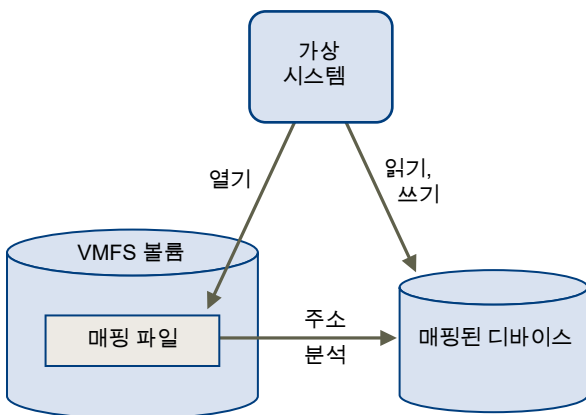 가상
시스템
열기
읽기,
쓰기
VMFS 볼륨
매핑 파일
주소
분석
매핑된 디바이스